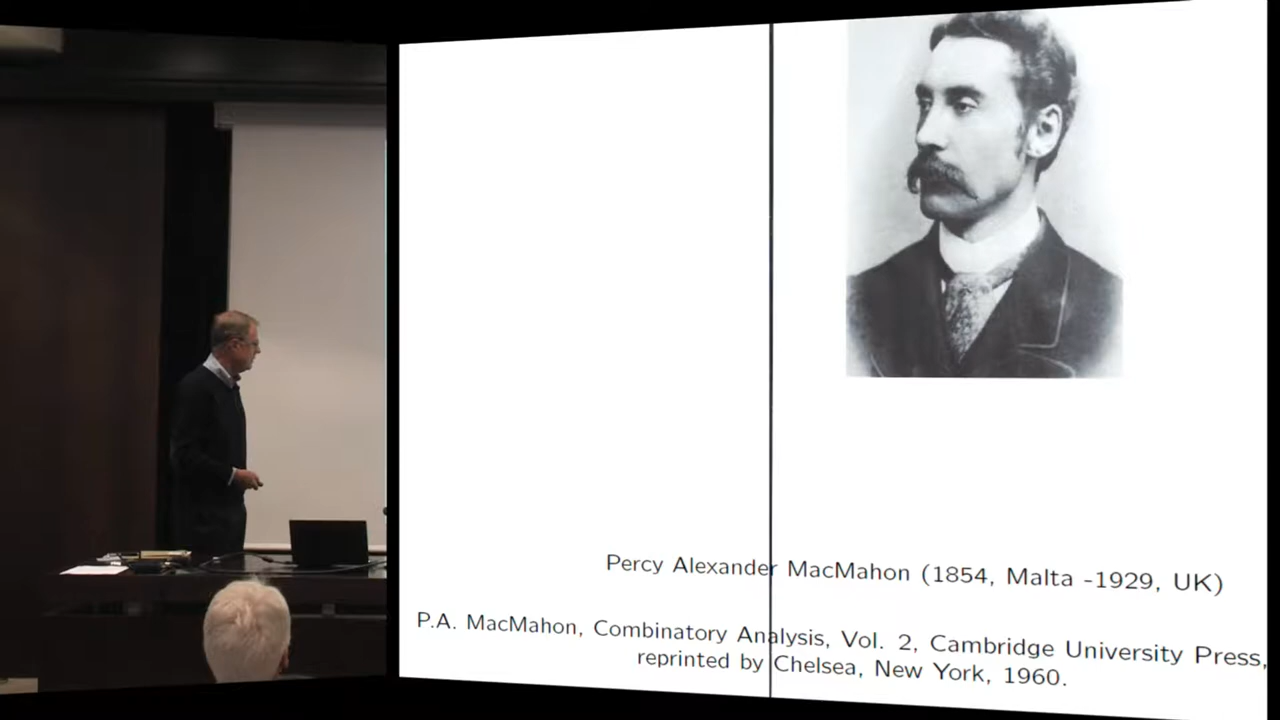 Percy Alexander MacMahon (1854, Malta -1929, UK)
P.A. MacMahon, Combinatory Analysis, Vol. 2, Cambridge University Press,
reprinted by Chelsea, New York, 1960.